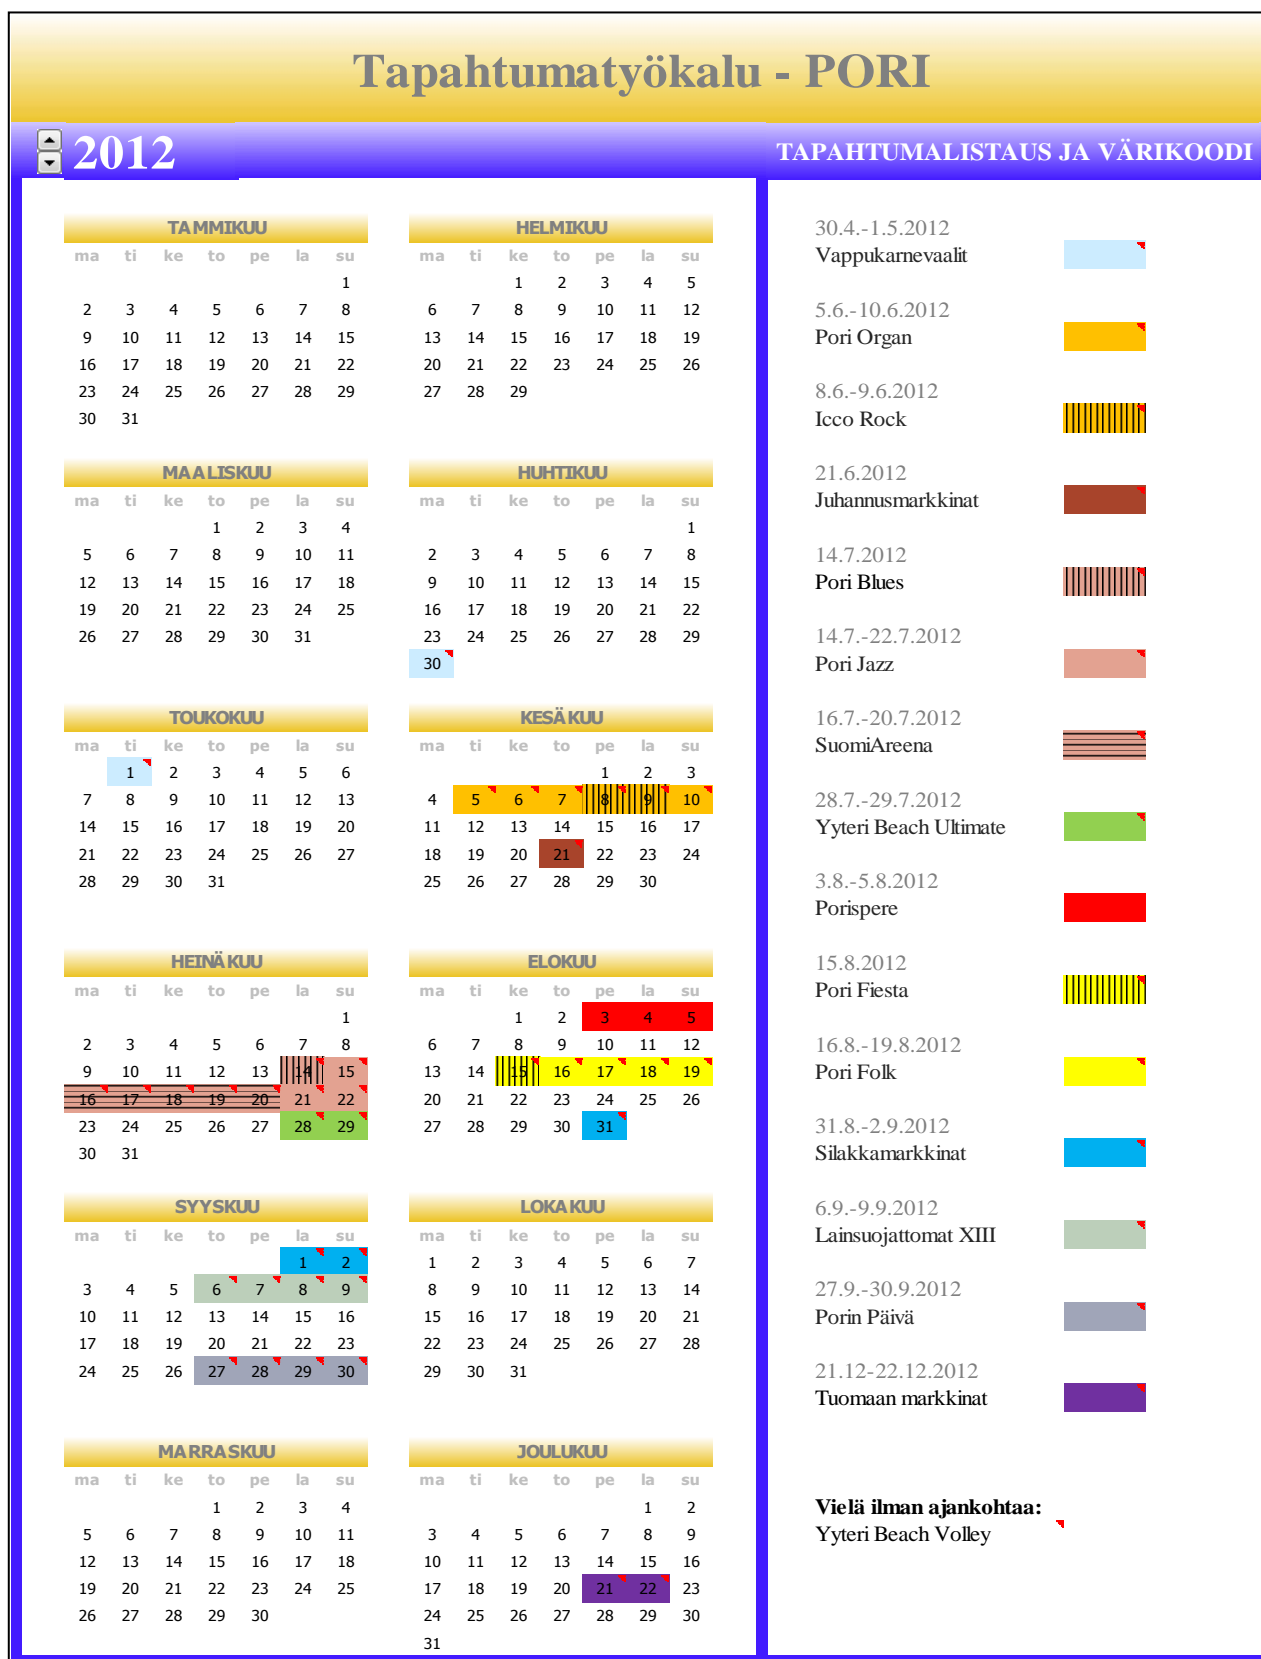 Tapahtumatyökalu - PORI
2012
TAPAHTUMALISTAUS JA VÄRIKOODI
TAMMIKUU
ma ti ke to pe la su
1
2 3 4 5 6 7 8
9 10 11 12 13 14 15
16 17 18 19 20 21 22
23 24 25 26 27 28 29
30 31
HELMIKUU
ma ti ke to pe la su
1 2 3 4 5
6 7 8 9 10 11 12
13 14 15 16 17 18 19
20 21 22 23 24 25 26
27 28 29
MAALISKUU
ma ti ke to pe la su
1 2 3 4
5 6 7 8 9 10 11
12 13 14 15 16 17 18
19 20 21 22 23 24 25
26 27 28 29 30 31
HUHTIKUU
ma ti ke to pe la su
1
2 3 4 5 6 7 8
9 10 11 12 13 14 15
16 17 18 19 20 21 22
23 24 25 26 27 28 29
30
TOUKOKUU
ma ti ke to pe la su
1 2 3 4 5 6
7 8 9 10 11 12 13
14 15 16 17 18 19 20
21 22 23 24 25 26 27
28 29 30 31
KESÄKUU
ma ti ke to pe la su
1 2 3
4 5 6 7 8 9 10
11 12 13 14 15 16 17
18 19 20 21 22 23 24
25 26 27 28 29 30
HEINÄKUU
ma ti ke to pe la su
1
2 3 4 5 6 7 8
9 10 11 12 13 14 15
16 17 18 19 20 21 22
23 24 25 26 27 28 29
30 31
ELOKUU
ma ti ke to pe la su
1 2 3 4 5
6 7 8 9 10 11 12
13 14 15 16 17 18 19
20 21 22 23 24 25 26
27 28 29 30 31
SYYSKUU
ma ti ke to pe la su
1 2
3 4 5 6 7 8 9
10 11 12 13 14 15 16
17 18 19 20 21 22 23
24 25 26 27 28 29 30
LOKAKUU
ma ti ke to pe la su
1 2 3 4 5 6 7
8 9 10 11 12 13 14
15 16 17 18 19 20 21
22 23 24 25 26 27 28
29 30 31
MARRASKUU
ma ti ke to pe la su
1 2 3 4
5 6 7 8 9 10 11
12 13 14 15 16 17 18
19 20 21 22 23 24 25
26 27 28 29 30
JOULUKUU
ma ti ke to pe la su
1 2
3 4 5 6 7 8 9
10 11 12 13 14 15 16
17 18 19 20 21 22 23
24 25 26 27 28 29 30
31
30.4.-1.5.2012
Vappukarnevaalit
5.6.-10.6.2012
Pori Organ
8.6.-9.6.2012
Icco Rock
21.6.2012
Juhannusmarkkinat
14.7.2012
Pori Blues
14.7.-22.7.2012
Pori Jazz
16.7.-20.7.2012
SuomiAreena
28.7.-29.7.2012
Yyteri Beach Ultimate
3.8.-5.8.2012
Porispere
15.8.2012
Pori Fiesta
16.8.-19.8.2012
Pori Folk
31.8.-2.9.2012
Silakkamarkkinat
6.9.-9.9.2012
Lainsuojattomat XIII
27.9.-30.9.2012
Porin Päivä
21.12-22.12.2012
Tuomaan markkinat
Vielä ilman ajankohtaa:
Yyteri Beach Volley